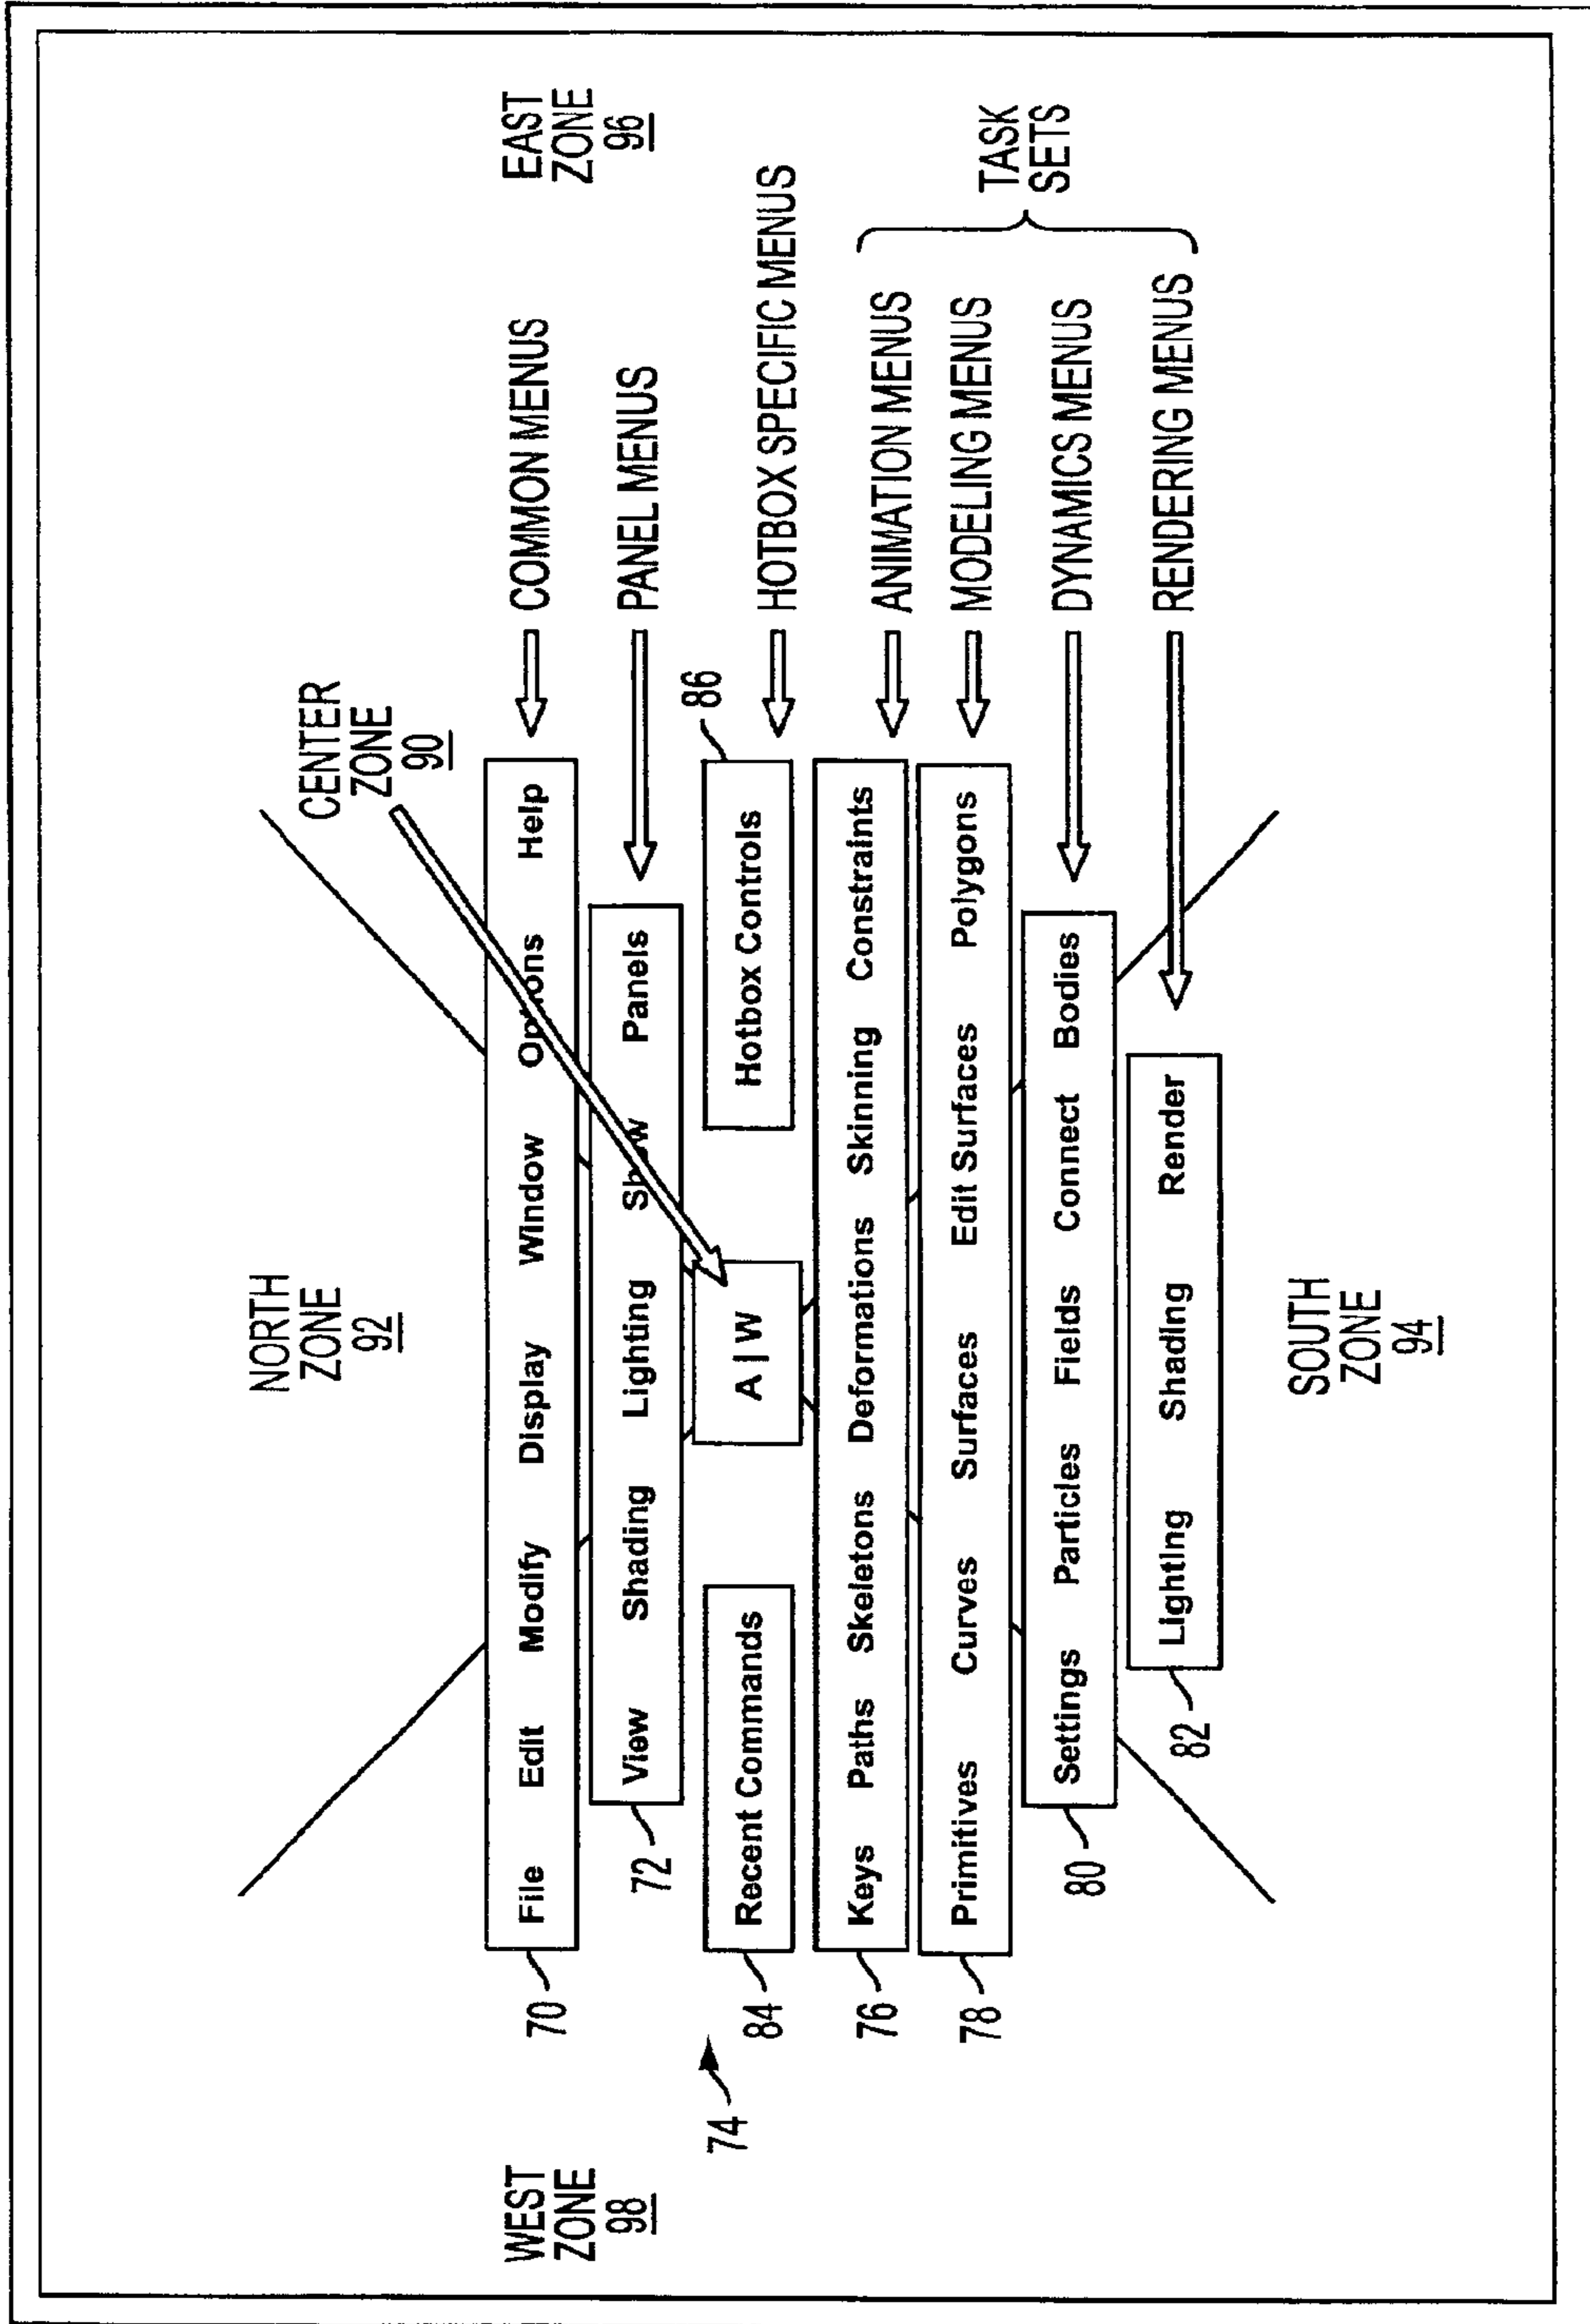 NORTH
ZONE
92
CENTER
ZONE
90
WEST
ZONE
98
EAST
ZONE
96
70
File Edit Modify Display Window Options Help
COMMON MENUS
72
View Shading Lighting Show Panels
PANEL MENUS
74
84
Recent Commands
A | W
Hotbox Controls
86
HOTBOX SPECIFIC MENUS
76
Keys Paths Skeletons Deformations Skinning Constraints
ANIMATION MENUS
78
Primitives Curves Surfaces Edit Surfaces Polygons
MODELING MENUS
80
Settings Particles Fields Connect Bodies
DYNAMICS MENUS
82
Lighting Shading Render
RENDERING MENUS
TASK
SETS
SOUTH
ZONE
94